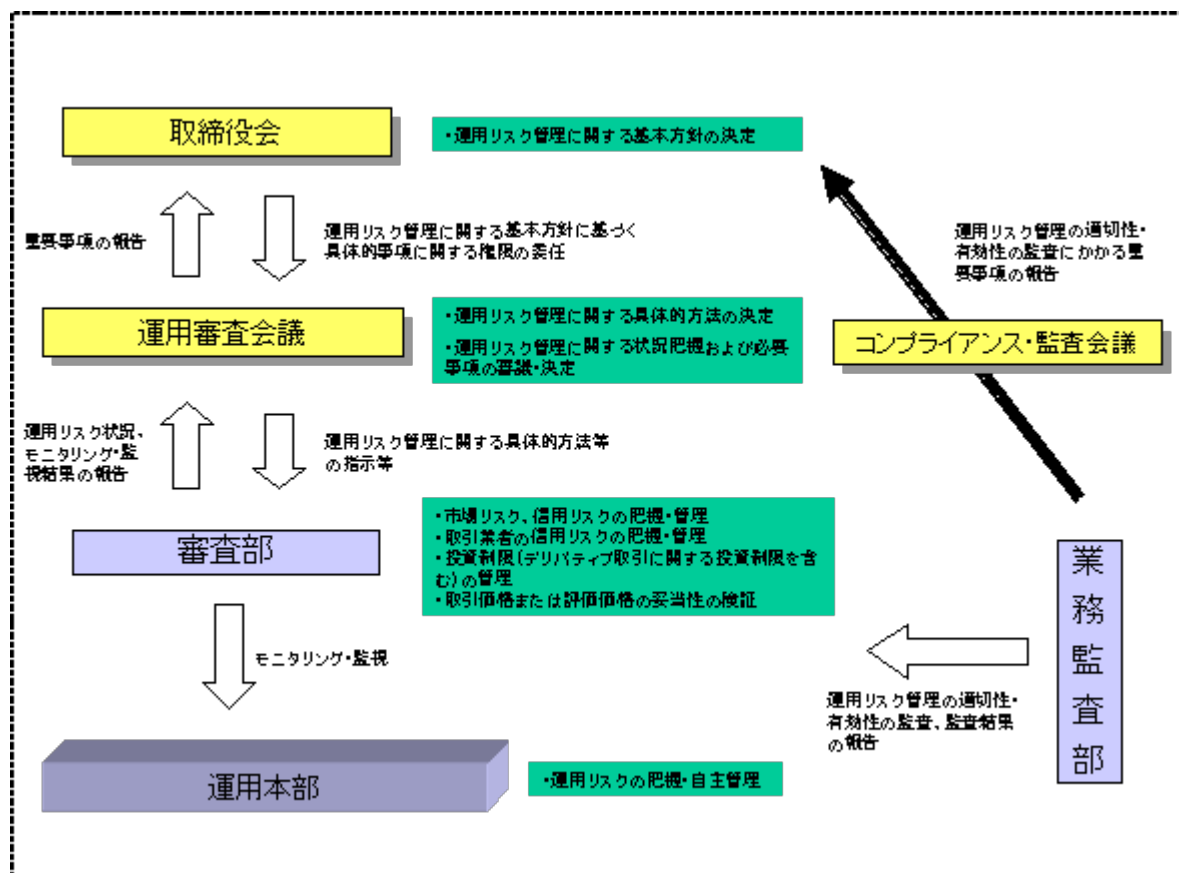 取締役会
・運用リスク管理に関する基本方針の決定
重要事項の報告
運用リスク管理に関する基本方針に基づく
具体的事項に関する権限の委任
運用リスク管理の適切性・
有効性の監査にかかる重
要事項の報告
運用審査会議
・運用リスク管理に関する具体的方法の決定
・運用リスク管理に関する状況把握および必要
事項の審議・決定
コンプライアンス・監査会議
運用リスク状況、
モニタリング・監
視結果の報告
運用リスク管理に関する具体的方法等
の指示等
審査部
・市場リスク、信用リスクの把握・管理
・取引業者の信用リスクの把握・管理
・投資制限（デリバティブ取引に関する投資制限を含
む）の管理
・取引価格または評価価格の妥当性の検証
業務監査部
モニタリング・監視
運用リスク管理の適切性・
有効性の監査、監査結果
の報告
運用本部
・運用リスクの把握・自主管理